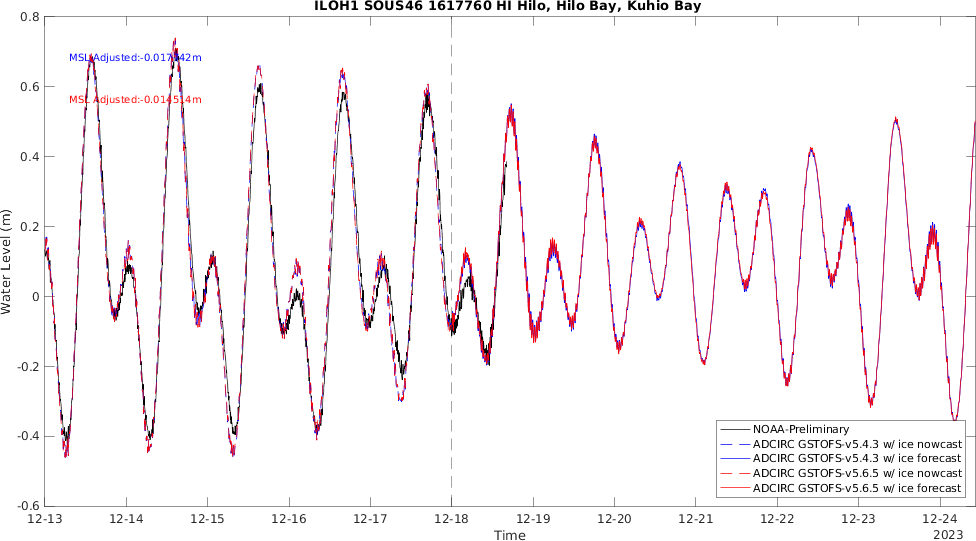 ILOH1 SOUS46 1617760 HI Hilo, Hilo Bay, Kuhio Bay
0.8
0.6
0.4
0.2
0
-0.2
-0.4
-0.6
Water Level (m)
MSL Adjusted:-0.017942m
MSL Adjusted:-0.014514m
NOAA-Preliminary
ADCIRC GSTOFS-v5.4.3 w/ ice nowcast
ADCIRC GSTOFS-v5.4.3 w/ ice forecast
ADCIRC GSTOFS-v5.6.5 w/ ice nowcast
ADCIRC GSTOFS-v5.6.5 w/ ice forecast
12-13 12-14 12-15 12-16 12-17 12-18 12-19 12-20 12-21 12-22 12-23 12-24
Time
2023